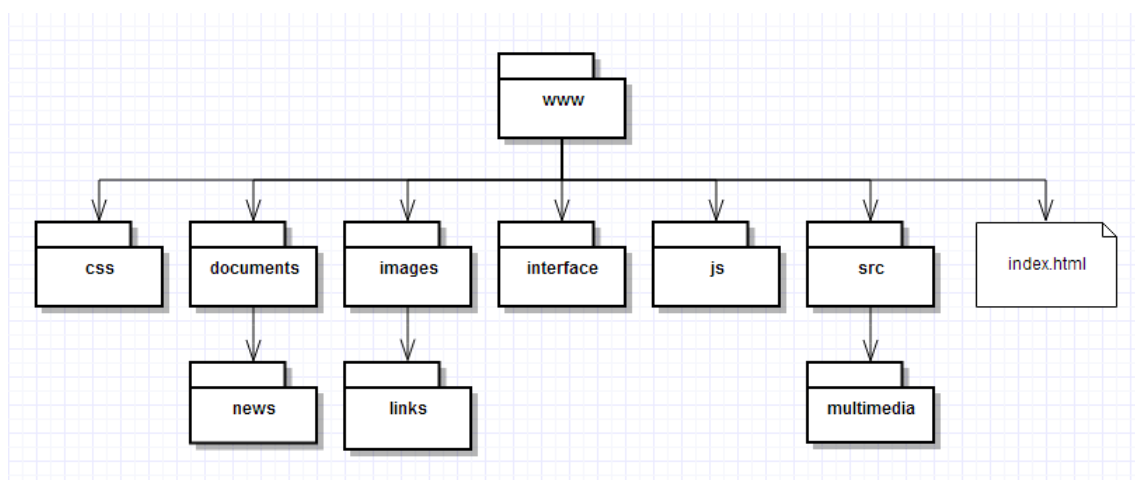 www
css
documents
images
interface
js
src
index.html
news
links
multimedia